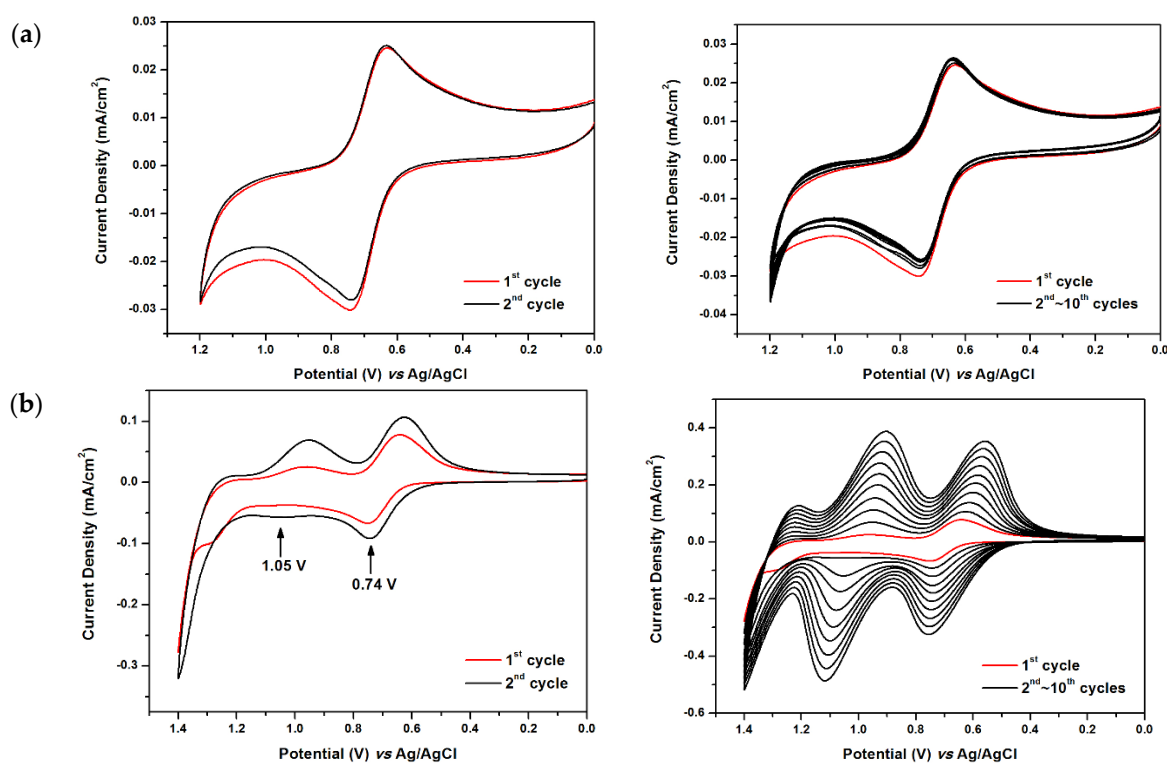 (a)
0.03
0.02
0.01
0.00
-0.01
-0.02
-0.03
Current Density (mA/cm²)
1.2 1.0 0.8 0.6 0.4 0.2 0.0
Potential (V) vs Ag/AgCl
1st cycle
2nd cycle
0.03
0.02
0.01
0.00
-0.01
-0.02
-0.03
-0.04
Current Density (mA/cm²)
1.2 1.0 0.8 0.6 0.4 0.2 0.0
Potential (V) vs Ag/AgCl
1st cycle
2nd~10th cycles
(b)
0.1
0.0
-0.1
-0.2
-0.3
Current Density (mA/cm²)
1.05 V
0.74 V
1.4 1.2 1.0 0.8 0.6 0.4 0.2 0.0
Potential (V) vs Ag/AgCl
1st cycle
2nd cycle
0.4
0.2
0.0
-0.2
-0.4
-0.6
Current Density (mA/cm²)
1.4 1.2 1.0 0.8 0.6 0.4 0.2 0.0
Potential (V) vs Ag/AgCl
1st cycle
2nd~10th cycles